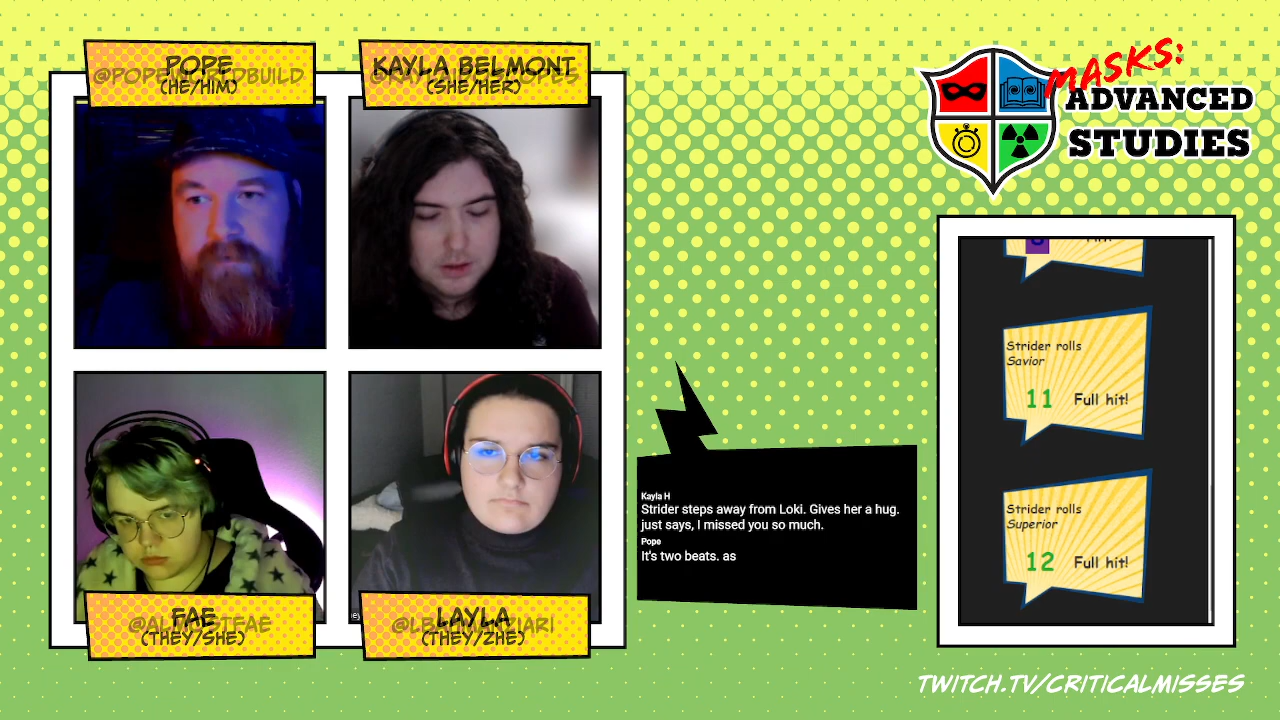 POPE
(HE/HIM)
KAYLA BELMONT
(SHE/HER)
MASKS:
ADVANCED
STUDIES
Strider rolls
Savior
11 Full hit!
Kayla H
Strider steps away from Loki. Gives her a hug.
just says, I missed you so much.
Pope
It's two beats. as
Strider rolls
Superior
12 Full hit!
FAE
(THEY/SHE)
LAYLA
(THEY/ZHE)
TWITCH.TV/CRITICALMISSES